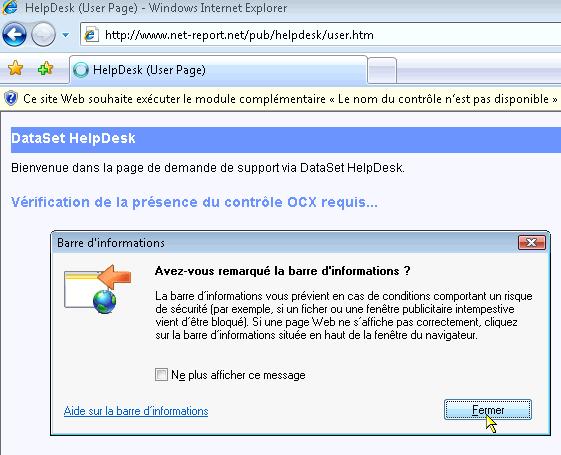 HelpDesk (User Page) - Windows Internet Explorer
http://www.net-report.net/pub/helpdesk/user.htm
HelpDesk (User Page)
Ce site Web souhaite exécuter le module complémentaire « Le nom du contrôle n'est pas disponible »
DataSet HelpDesk
Bienvenue dans la page de demande de support via DataSet HelpDesk.
Vérification de la présence du contrôle OCX requis...
Barre d'informations
Avez-vous remarqué la barre d'informations ?
La barre d'informations vous prévient en cas de conditions comportant un risque
de sécurité (par exemple, si un ficher ou une fenêtre publicitaire intempestive
vient d'être bloqué). Si une page Web ne s'affiche pas correctement, cliquez
sur la barre d'informations située en haut de la fenêtre du navigateur.
Ne plus afficher ce message
Aide sur la barre d'informations
Fermer